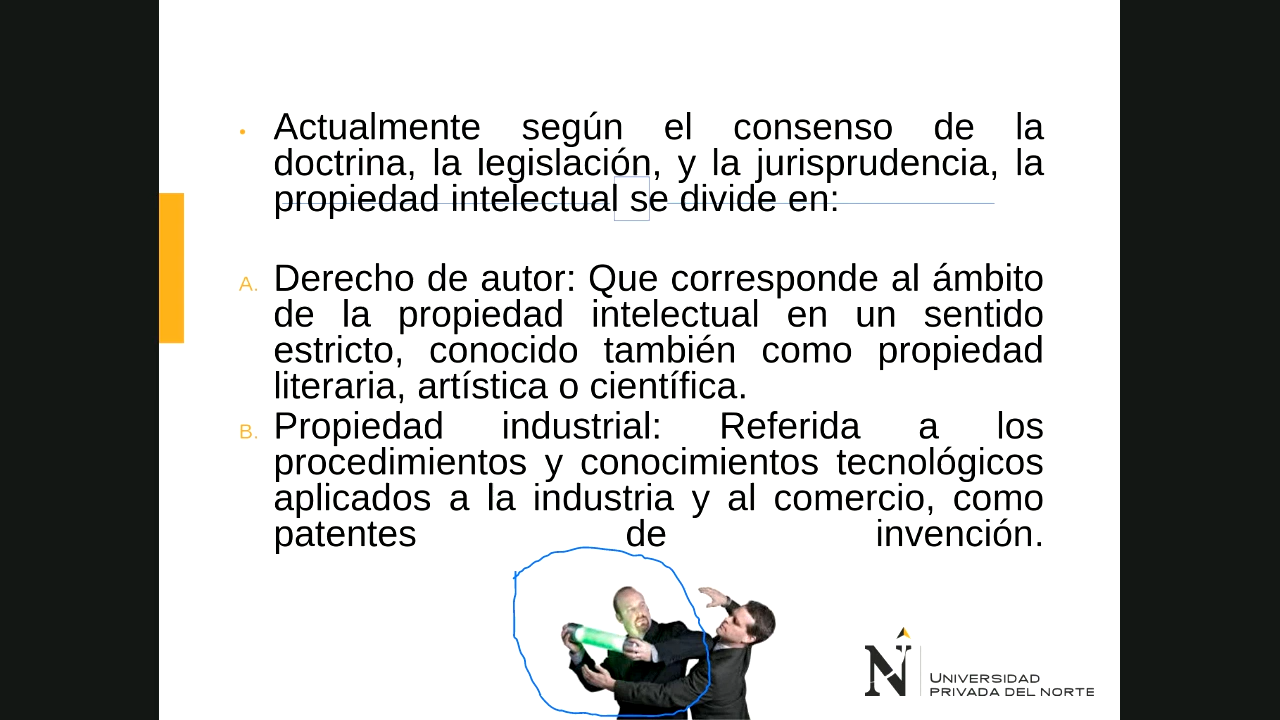 • Actualmente según el consenso de la
doctrina, la legislación, y la jurisprudencia, la
propiedad intelectual se divide en:
A. Derecho de autor: Que corresponde al ámbito
de la propiedad intelectual en un sentido
estricto, conocido también como propiedad
literaria, artística o científica.
B. Propiedad industrial: Referida a los
procedimientos y conocimientos tecnológicos
aplicados a la industria y al comercio, como
patentes de invención.
N
UNIVERSIDAD
PRIVADA DEL NORTE